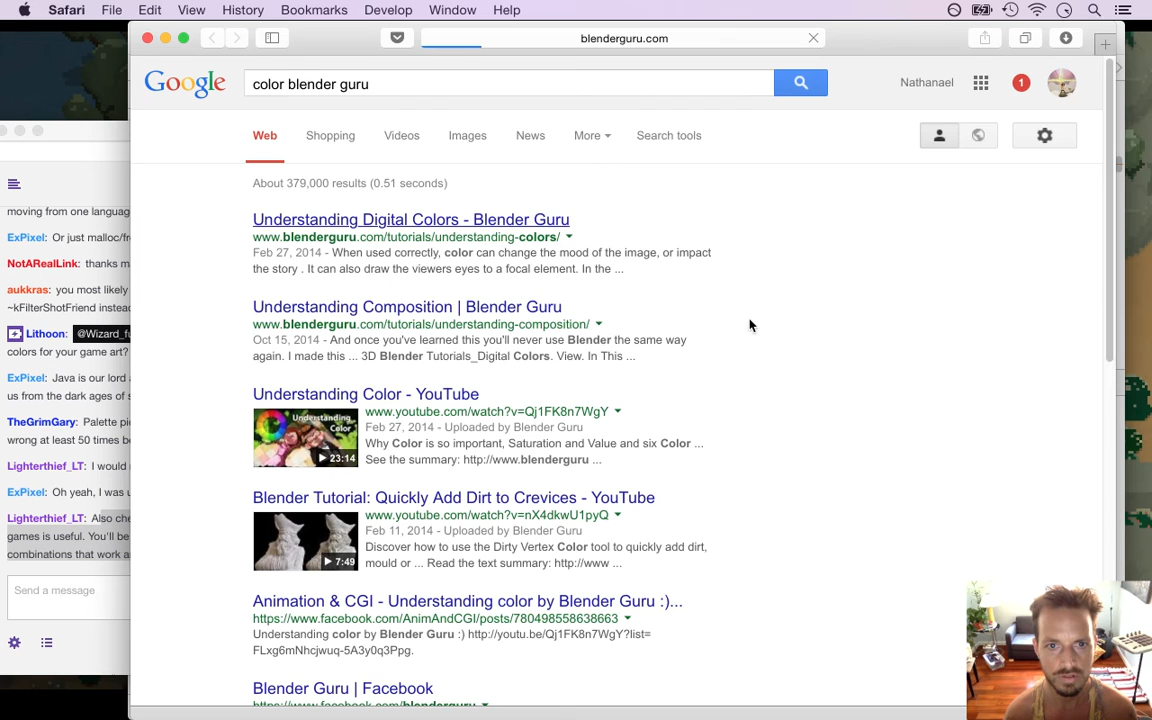 Safari File Edit View History Bookmarks Develop Window Help
blenderguru.com
Google color blender guru Nathanael 1
Web Shopping Videos Images News More Search tools
About 379,000 results (0.51 seconds)
Understanding Digital Colors - Blender Guru
www.blenderguru.com/tutorials/understanding-colors/
Feb 27, 2014 - When used correctly, color can change the mood of the image, or impact
the story . It can also draw the viewers eyes to a focal element. In the ...
Understanding Composition | Blender Guru
www.blenderguru.com/tutorials/understanding-composition/
Oct 15, 2014 - And once you've learned this you'll never use Blender the same way
again. I made this ... 3D Blender Tutorials_Digital Colors. View. In This ...
Understanding Color - YouTube
www.youtube.com/watch?v=Qj1FK8n7WgY
Feb 27, 2014 - Uploaded by Blender Guru
Why Color is so important, Saturation and Value and six Color ...
See the summary: http://www.blenderguru ...
Understanding
Color
23:14
Blender Tutorial: Quickly Add Dirt to Crevices - YouTube
www.youtube.com/watch?v=nX4dkwU1pyQ
Feb 11, 2014 - Uploaded by Blender Guru
Discover how to use the Dirty Vertex Color tool to quickly add dirt,
mould or ... Read the text summary: http://www ...
7:49
Animation & CGI - Understanding color by Blender Guru :)...
https://www.facebook.com/AnimAndCGI/posts/780498558638663
Understanding color by Blender Guru :) http://youtu.be/Qj1FK8n7WgY?list=
FLxg6mNhcjwuq-5A3y0q3Ppg.
Blender Guru | Facebook
https://www.facebook.com/blenderguru
moving from one languag
ExPixel: Or just malloc/fr
NotARealLink: thanks m
aukkras: you most likely
~kFilterShotFriend instead
Lithoon: @Wizard_fu
colors for your game art?
ExPixel: Java is our lord a
us from the dark ages of s
TheGrimGary: Palette pi
wrong at least 50 times b
Lighterthief_LT: I would
ExPixel: Oh yeah, I was u
Lighterthief_LT: Also che
games is useful. You'll be
combinations that work a
Send a message